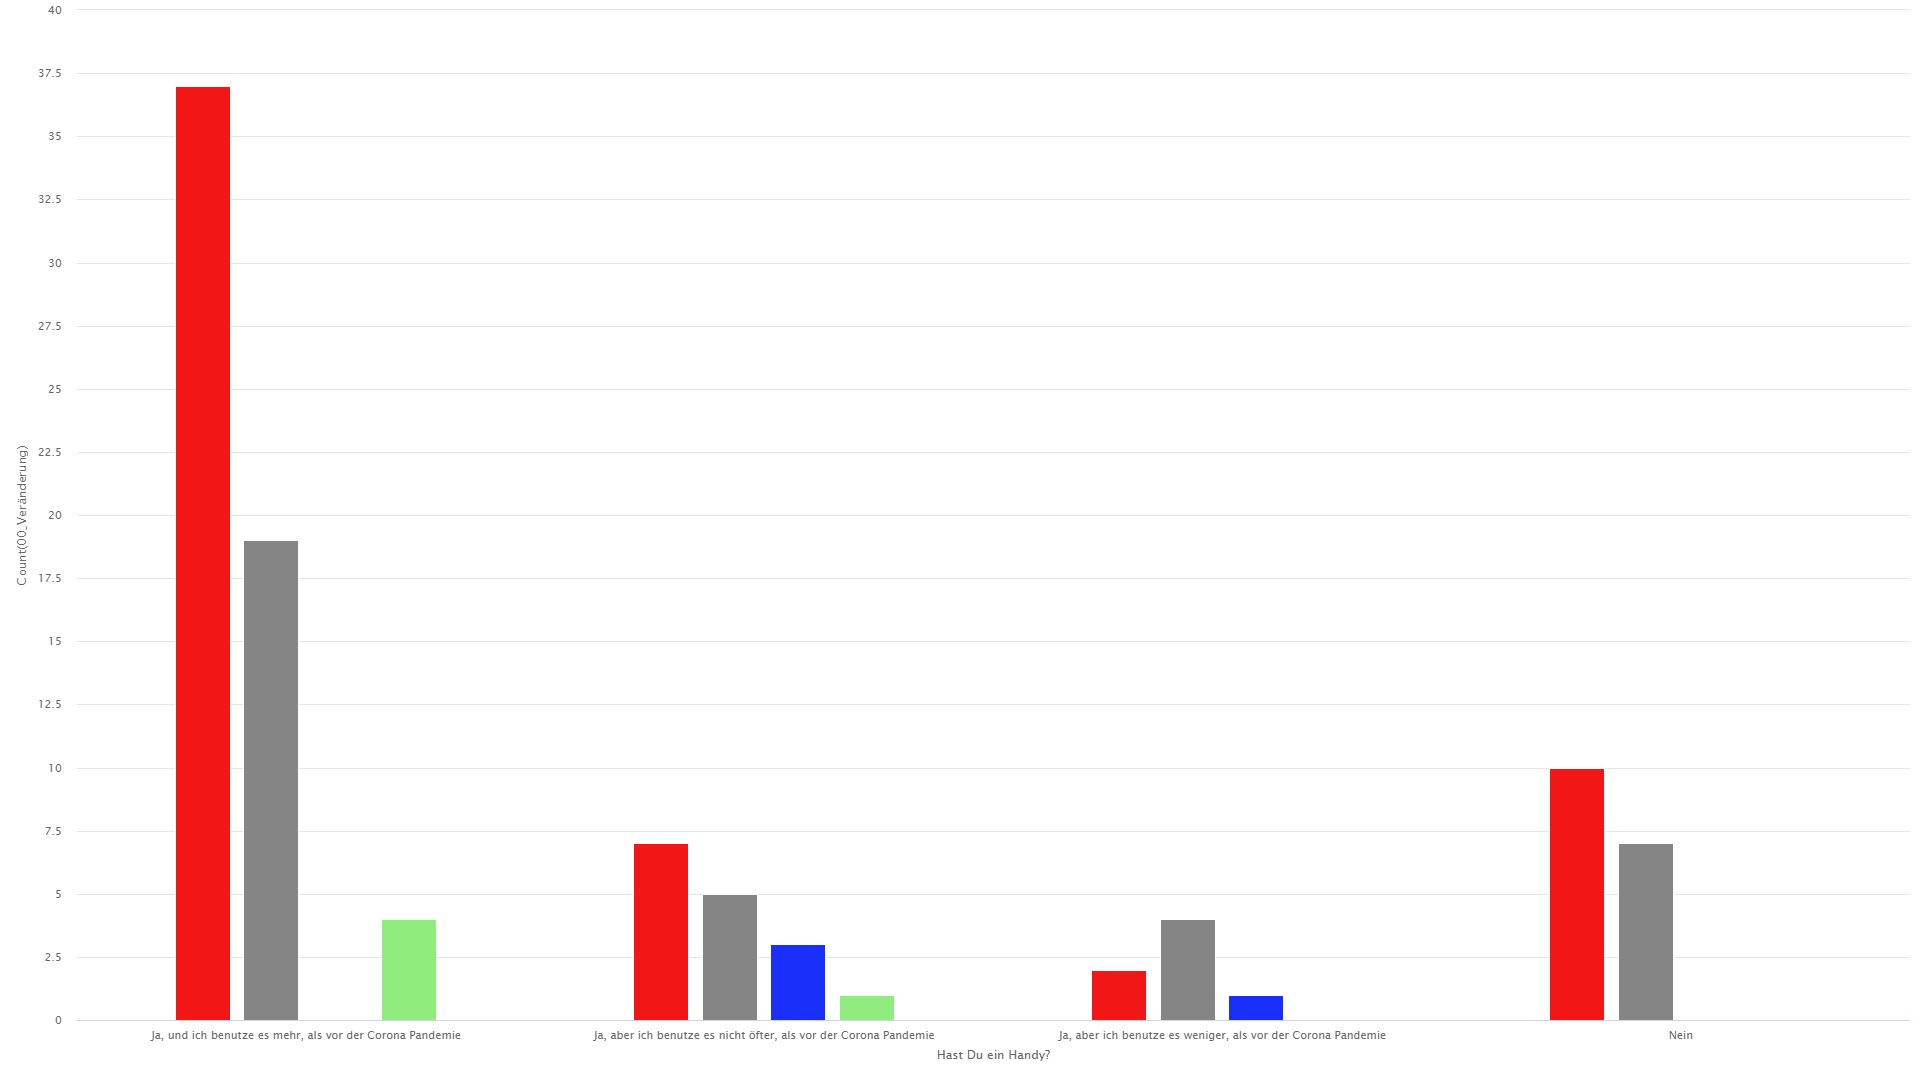 40
37.5
35
32.5
30
27.5
25
22.5
20
17.5
15
12.5
10
7.5
5
2.5
0
Count(00_Veränderung)
Ja, und ich benutze es mehr, als vor der Corona Pandemie
Ja, aber ich benutze es nicht öfter, als vor der Corona Pandemie
Ja, aber ich benutze es weniger, als vor der Corona Pandemie
Nein
Hast Du ein Handy?